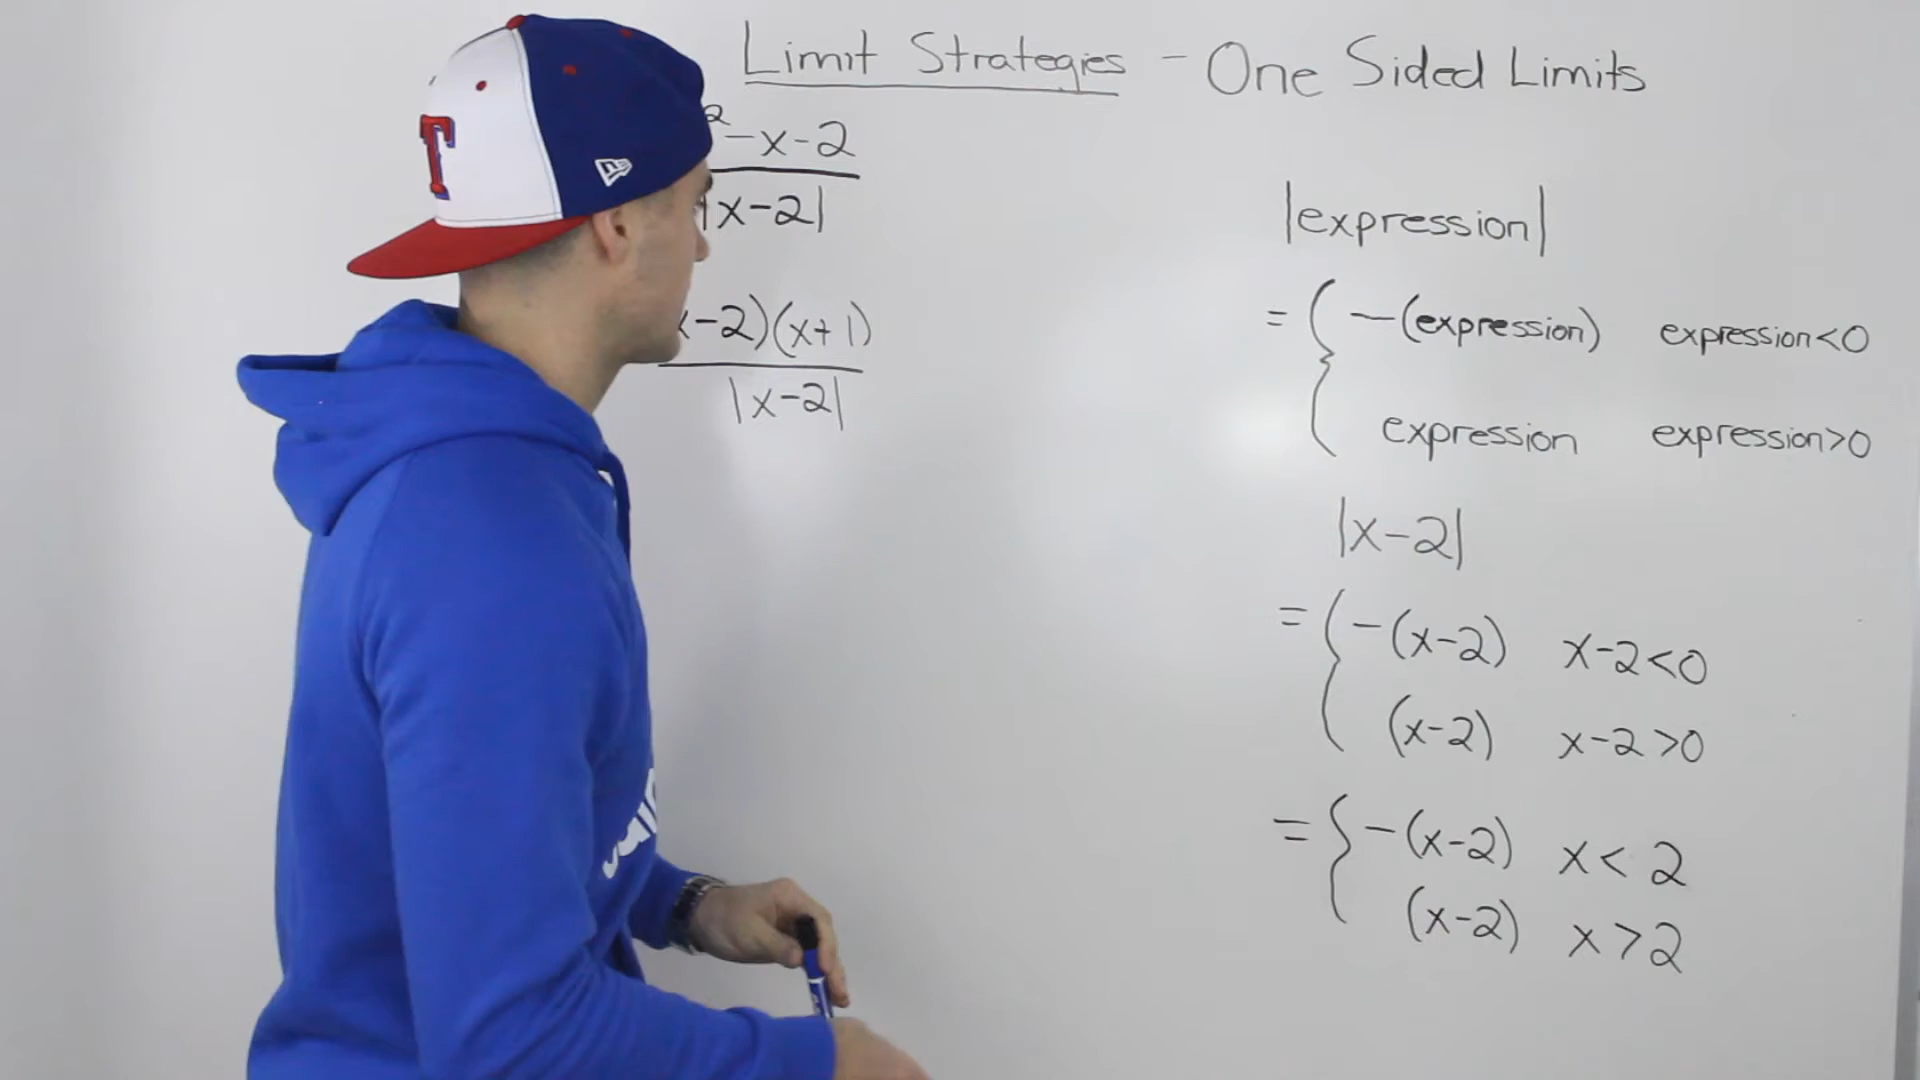 Limit Strategies - One Sided Limits
²-x-2
|x-2|
x-2)(x+1)
|x-2|
|expression|
= { -(expression) expression<0
expression expression>0
|x-2|
= { -(x-2) x-2<0
(x-2) x-2>0
= { -(x-2) x<2
(x-2) x>2
T